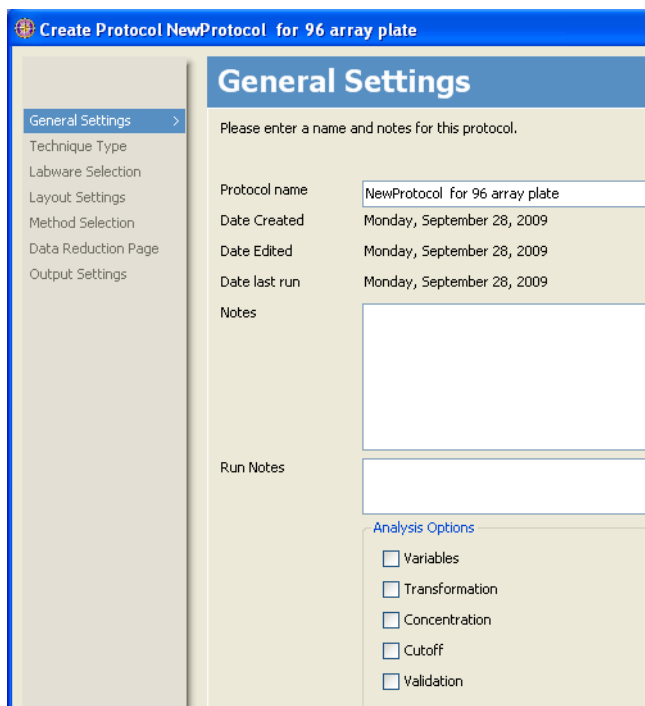 Create Protocol NewProtocol for 96 array plate
General Settings >
Technique Type
Labware Selection
Layout Settings
Method Selection
Data Reduction Page
Output Settings
General Settings
Please enter a name and notes for this protocol.
Protocol name NewProtocol for 96 array plate
Date Created Monday, September 28, 2009
Date Edited Monday, September 28, 2009
Date last run Monday, September 28, 2009
Notes
Run Notes
Analysis Options
Variables
Transformation
Concentration
Cutoff
Validation